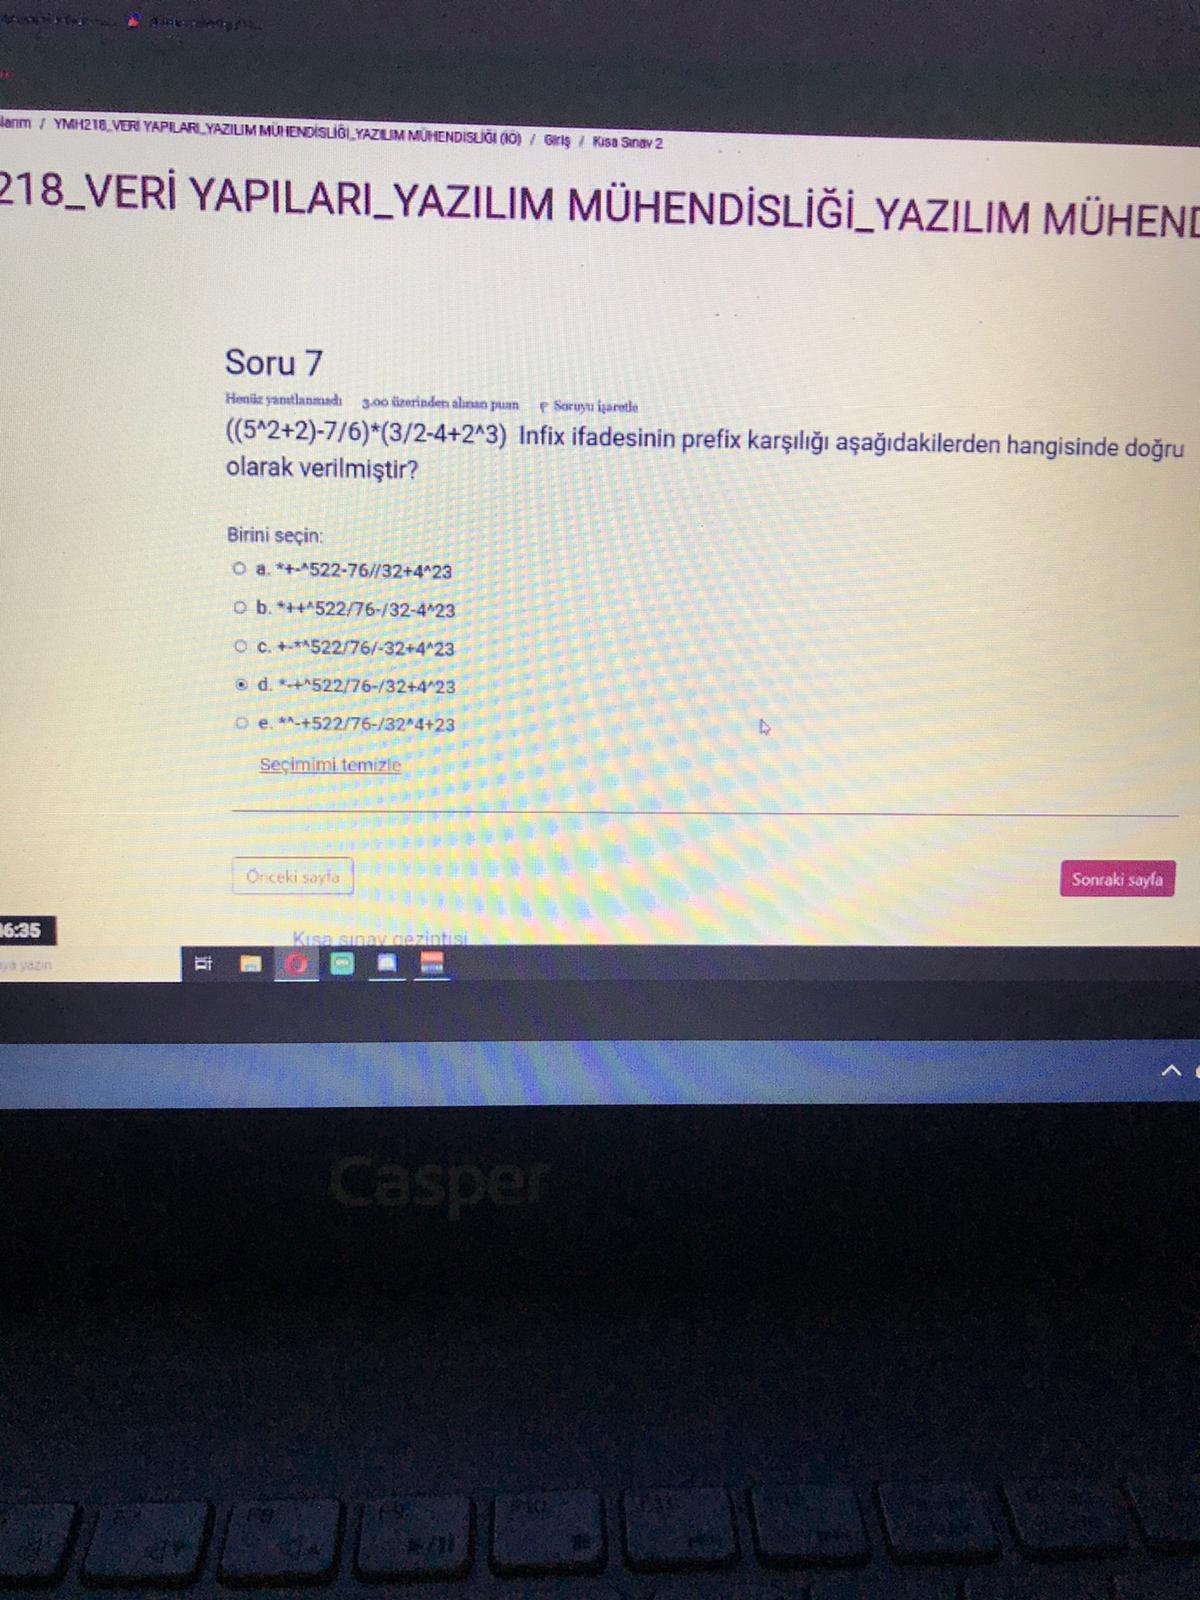 / YMH218_VERİ YAPILARI_YAZILIM MÜHENDİSLİĞİ_YAZILIM MÜHENDİSLİĞİ (İÖ) / Giriş / Kısa Sınav 2
218_VERİ YAPILARI_YAZILIM MÜHENDİSLİĞİ_YAZILIM MÜHEND
Soru 7
Henüz yanıtlanmadı 3.00 üzerinden alınan puan Soruyu işaretle
((5^2+2)-7/6)*(3/2-4+2^3) Infix ifadesinin prefix karşılığı aşağıdakilerden hangisinde doğru
olarak verilmiştir?
Birini seçin:
a. *+-^522-76//32+4^23
b. *++^522/76-/32-4^23
c. +-*^522/76/-32+4^23
d. *-+^522/76-/32+4^23
e. *^-+522/76-/32^4+23
Seçimimi temizle
Önceki sayfa
Sonraki sayfa
6:35
Kısa sınav gezintisi
yazın
Casper